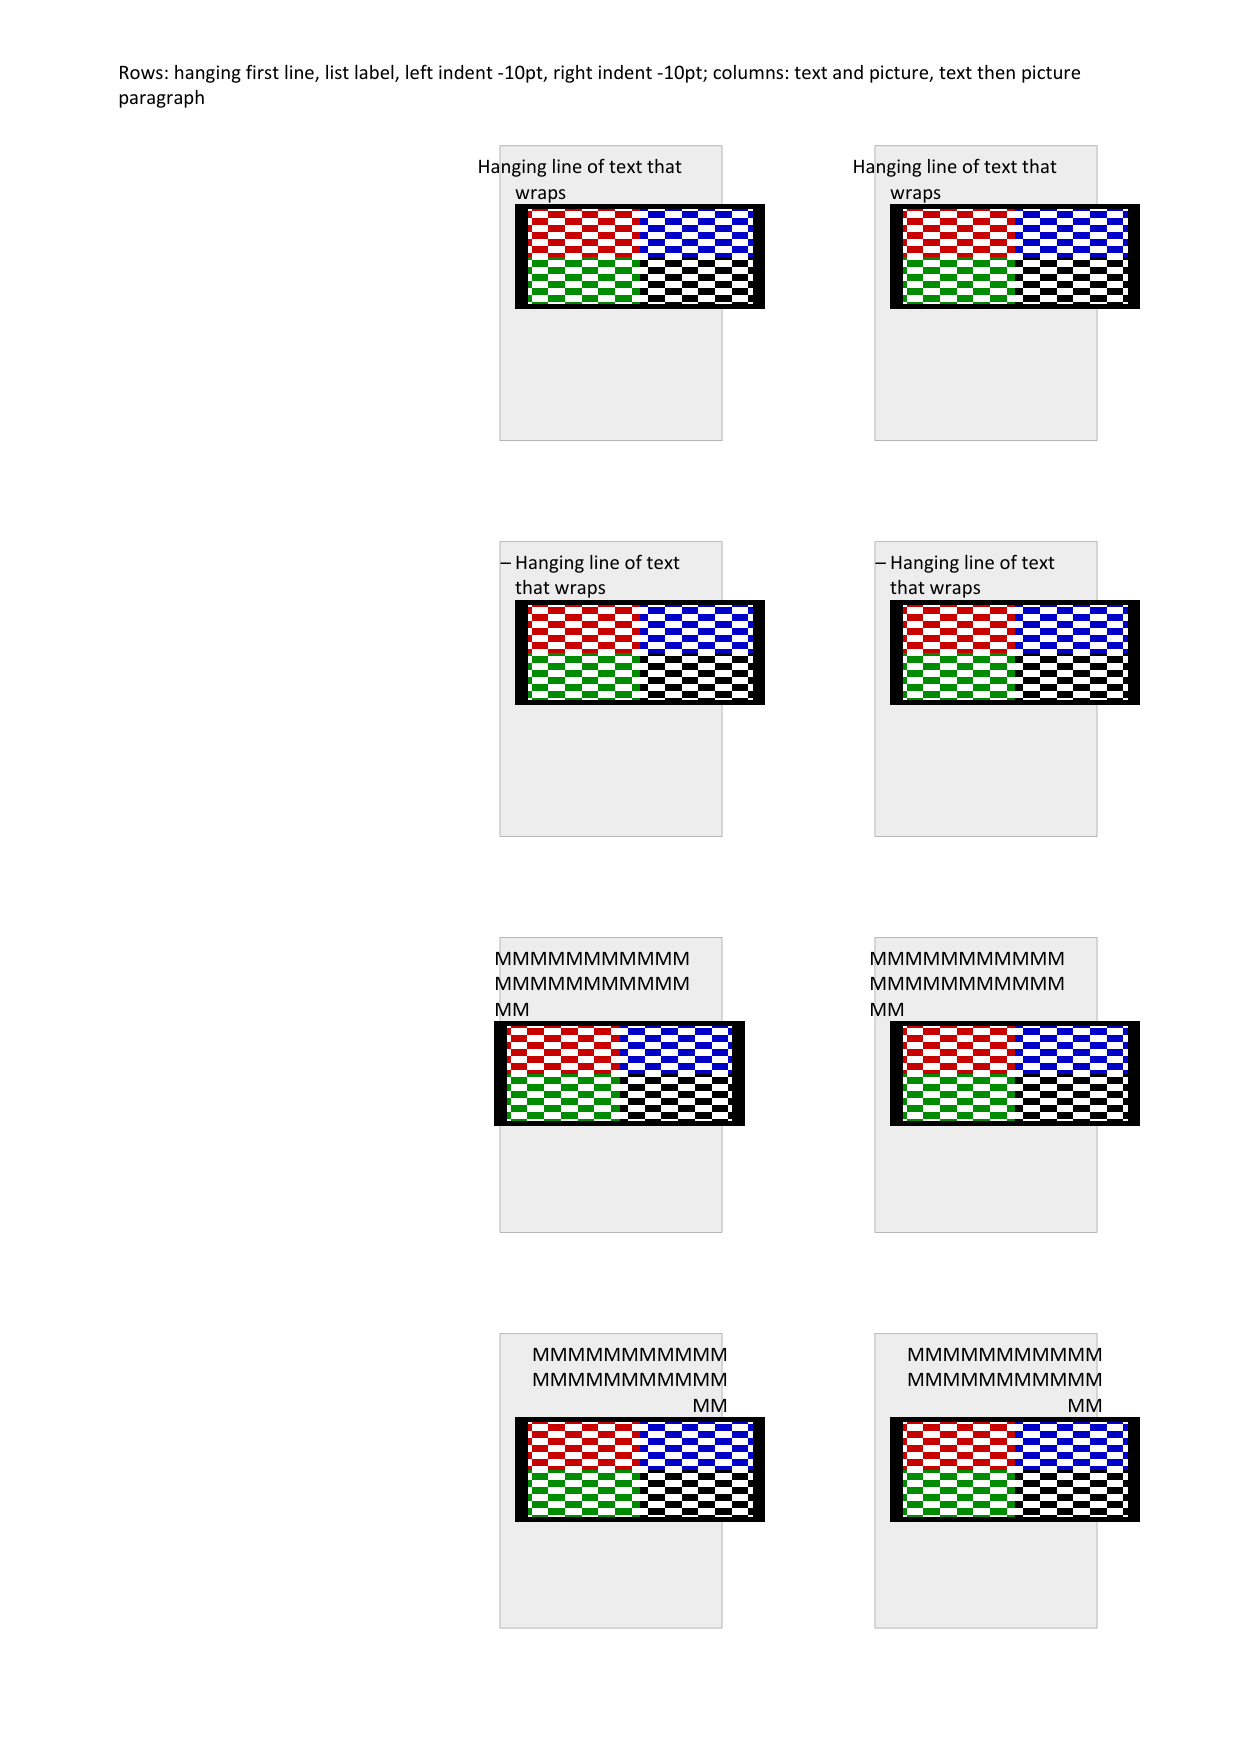 Rows: hanging first line, list label, left indent -10pt, right indent -10pt; columns: text and picture, text then picture
paragraph
Hanging line of text that
wraps
Hanging line of text that
wraps
– Hanging line of text
that wraps
– Hanging line of text
that wraps
MMMMMMMMMMM
MMMMMMMMMMM
MM
MMMMMMMMMMM
MMMMMMMMMMM
MM
MMMMMMMMMMM
MMMMMMMMMMM
MM
MMMMMMMMMMM
MMMMMMMMMMM
MM